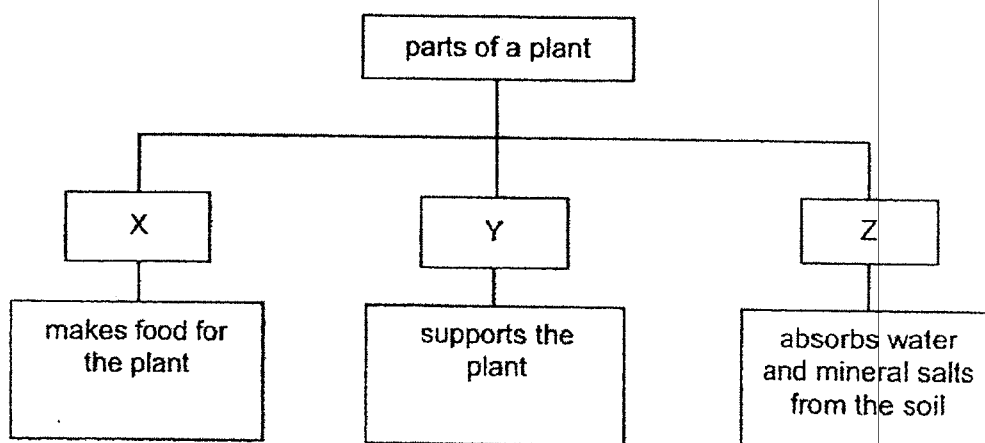 parts of a plant
X
Y
Z
makes food for
the plant
supports the
plant
absorbs water
and mineral salts
from the soil